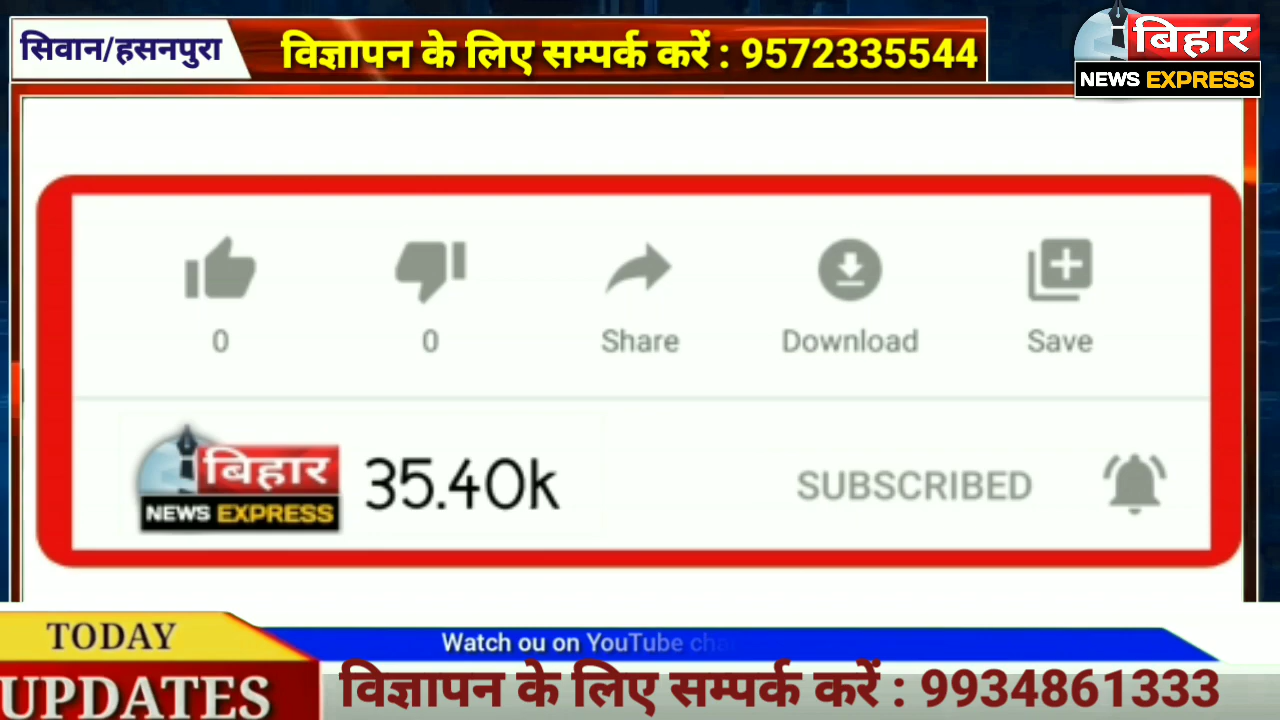 सिवान/हसनपुरा
विज्ञापन के लिए सम्पर्क करें : 9572335544
बिहार
NEWS EXPRESS
0 0 Share Download Save
बिहार
NEWS EXPRESS
35.40k SUBSCRIBED
TODAY
Watch ou on YouTube cha
UPDATES
विज्ञापन के लिए सम्पर्क करें : 9934861333